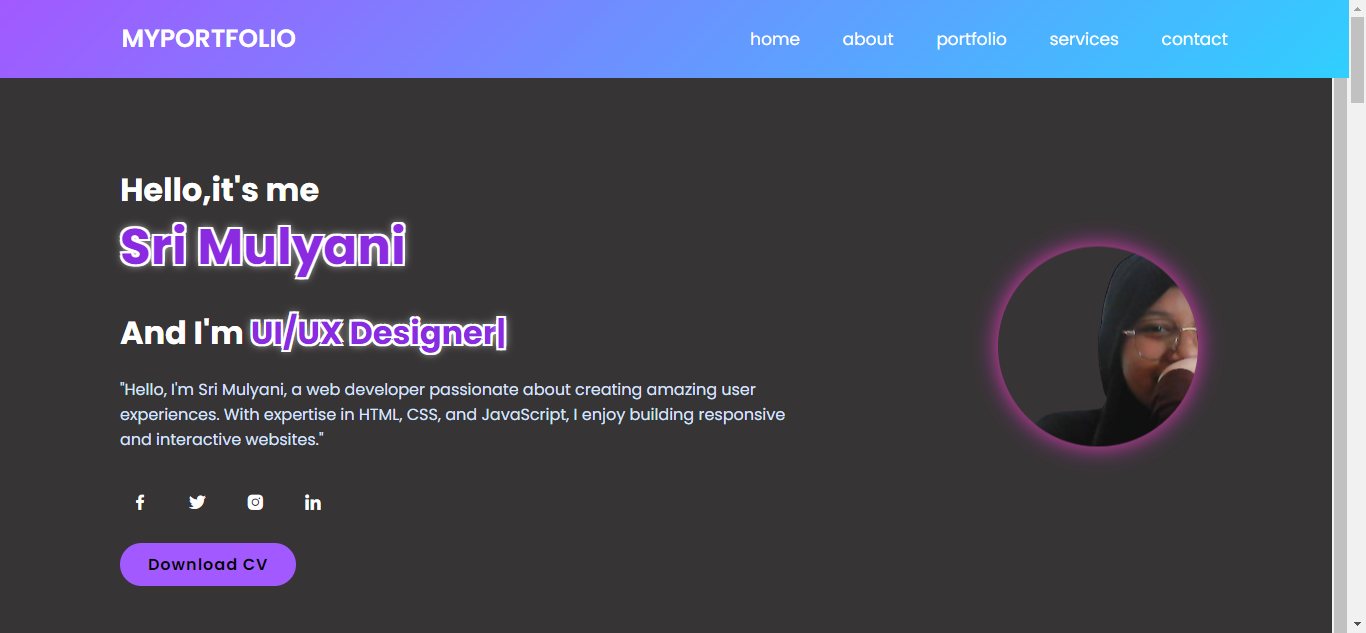 MYPORTFOLIO
home about portfolio services contact
Hello,it's me
Sri Mulyani
And I'm UI/UX Designer|
"Hello, I'm Sri Mulyani, a web developer passionate about creating amazing user
experiences. With expertise in HTML, CSS, and JavaScript, I enjoy building responsive
and interactive websites."
Download CV